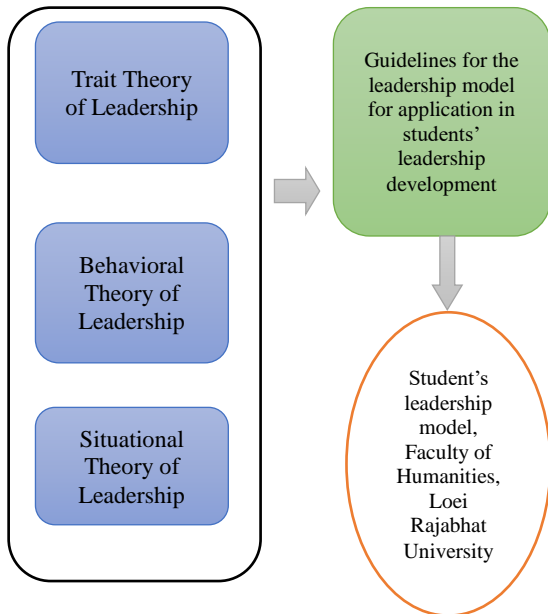 Trait Theory
of Leadership
Behavioral
Theory of
Leadership
Situational
Theory of
Leadership
Guidelines for the
leadership model
for application in
students’
leadership
development
Student’s
leadership
model,
Faculty of
Humanities,
Loei
Rajabhat
University